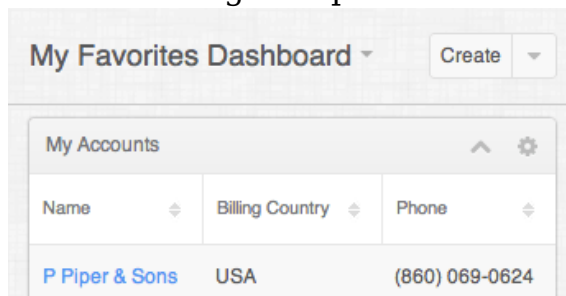 My Favorites Dashboard Create
My Accounts
Name Billing Country Phone
P Piper & Sons USA (860) 069-0624